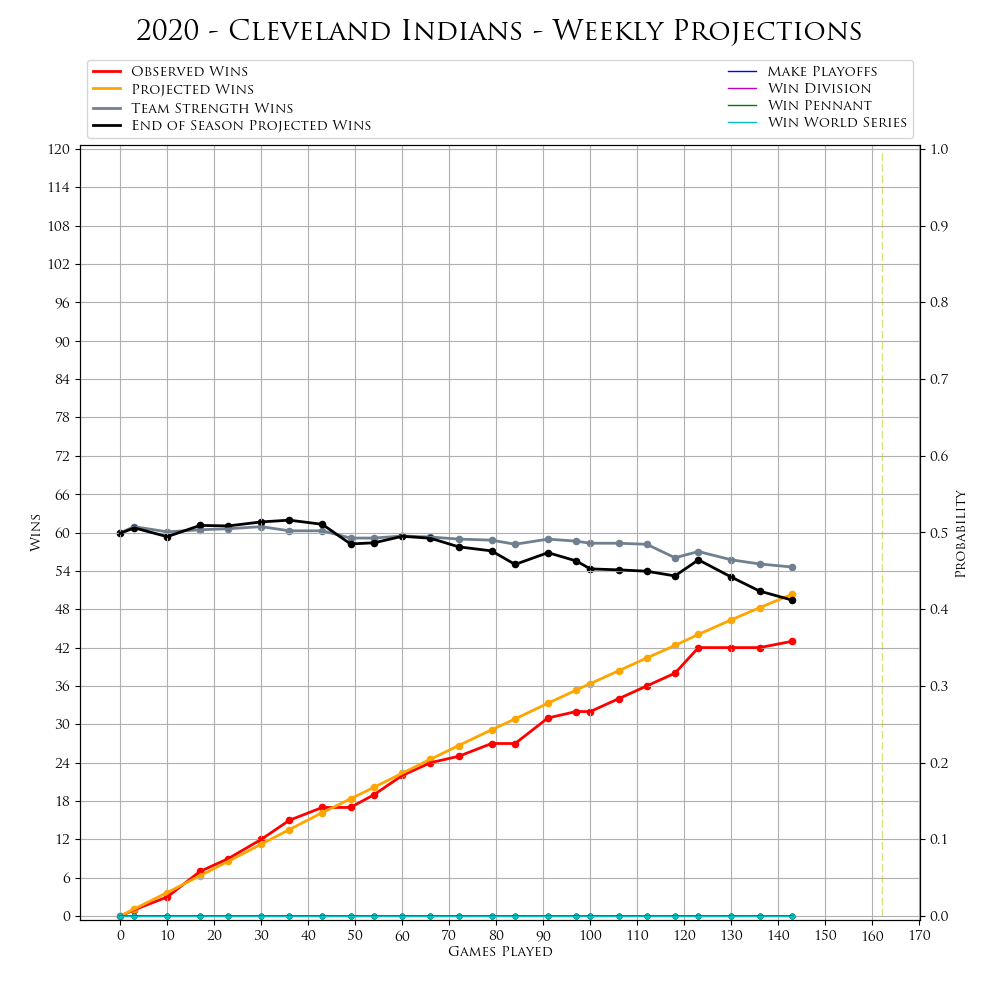 2020 - Cleveland Indians - Weekly Projections
Observed Wins
Projected Wins
Team Strength Wins
End of Season Projected Wins
Make Playoffs
Win Division
Win Pennant
Win World Series
120
114
108
102
96
90
84
78
72
66
60
54
48
42
36
30
24
18
12
6
0
Wins
1.0
0.9
0.8
0.7
0.6
0.5
0.4
0.3
0.2
0.1
0.0
Probability
0 10 20 30 40 50 60 70 80 90 100 110 120 130 140 150 160 170
Games Played